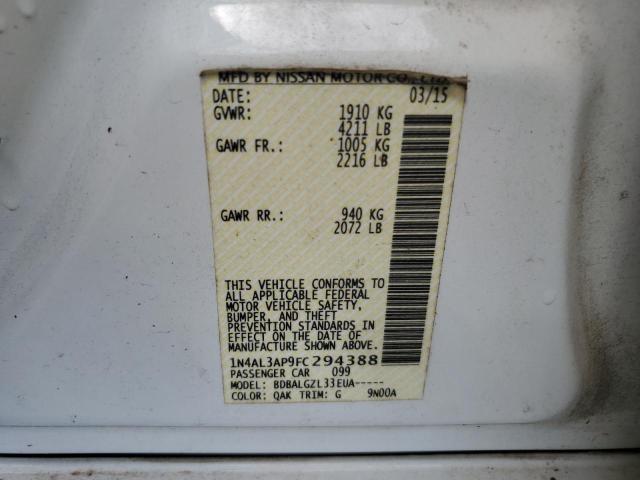 MFD BY NISSAN MOTOR CO., LTD.
DATE: 03/15
GVWR: 1910 KG
4211 LB
GAWR FR.: 1005 KG
2216 LB
GAWR RR.: 940 KG
2072 LB
THIS VEHICLE CONFORMS TO
ALL APPLICABLE FEDERAL
MOTOR VEHICLE SAFETY,
BUMPER, AND THEFT
PREVENTION STANDARDS IN
EFFECT ON THE DATE OF
MANUFACTURE SHOWN ABOVE.
1N4AL3AP9FC294388
PASSENGER CAR 099
MODEL: BDBALGZL33EUA-----
COLOR: QAK TRIM: G 9N00A